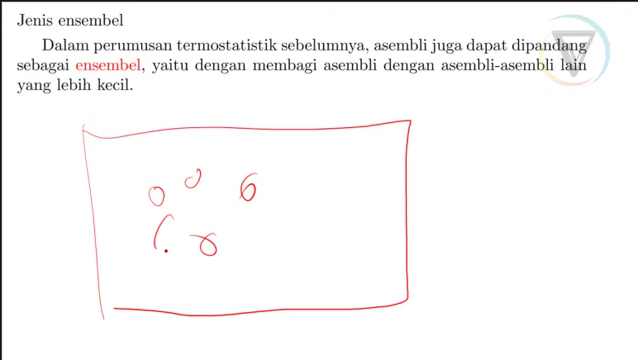 Jenis ensembel
Dalam perumusan termostatistik sebelumnya, asembli juga dapat dipandang
sebagai ensembel, yaitu dengan membagi asembli dengan asembli-asembli lain
yang lebih kecil.